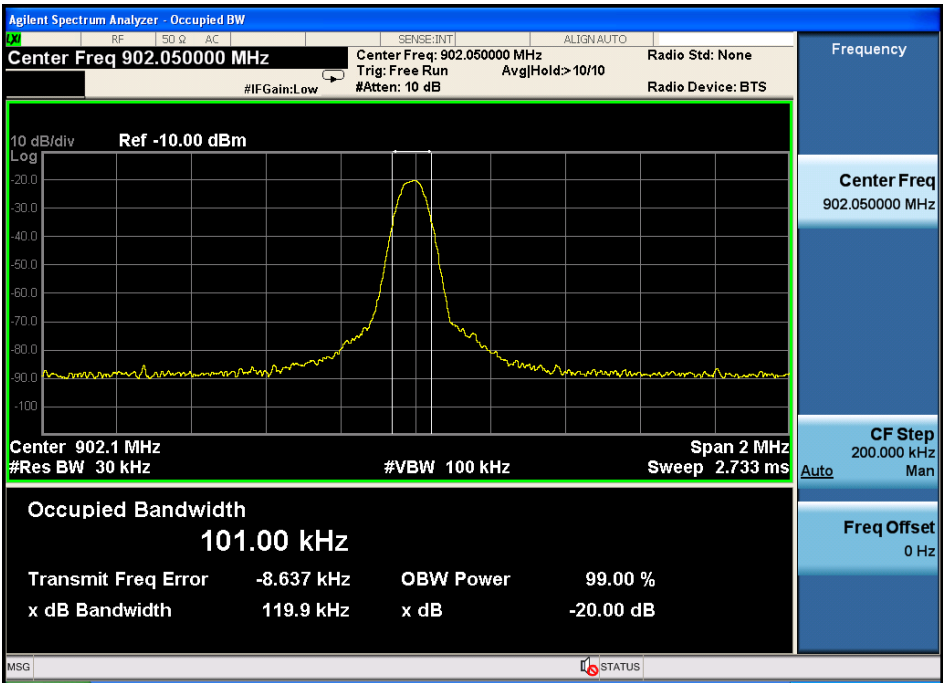 Agilent Spectrum Analyzer - Occupied BW
LXI RF 50 Ω AC SENSE:INT ALIGN AUTO
Center Freq 902.050000 MHz
#IFGain:Low
Center Freq: 902.050000 MHz
Trig: Free Run Avg|Hold:>10/10
#Atten: 10 dB
Radio Std: None
Radio Device: BTS
10 dB/div Ref -10.00 dBm
Log
-20.0
-30.0
-40.0
-50.0
-60.0
-70.0
-80.0
-90.0
-100
Center 902.1 MHz Span 2 MHz
#Res BW 30 kHz #VBW 100 kHz Sweep 2.733 ms
Occupied Bandwidth
101.00 kHz
Transmit Freq Error -8.637 kHz OBW Power 99.00 %
x dB Bandwidth 119.9 kHz x dB -20.00 dB
MSG STATUS
Frequency
Center Freq
902.050000 MHz
CF Step
200.000 kHz
Auto Man
Freq Offset
0 Hz